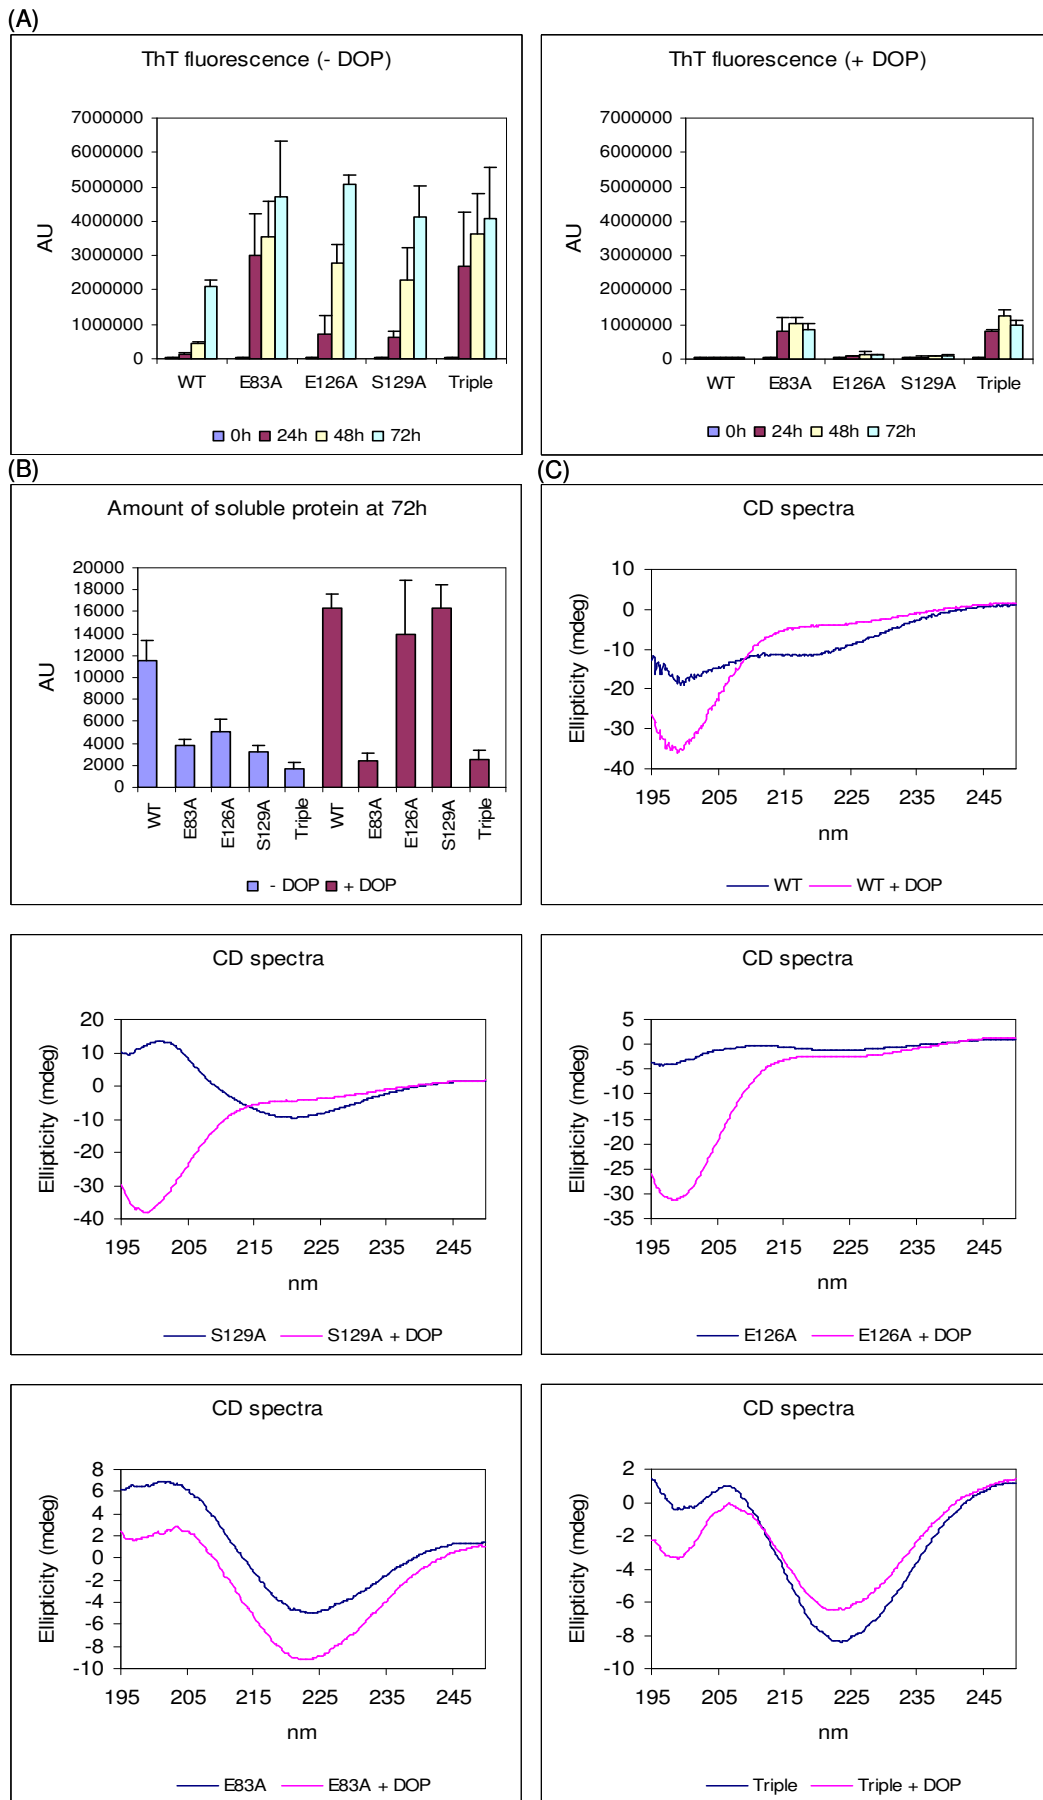 (A)
ThT fluorescence (- DOP)
7000000
6000000
5000000
4000000
3000000
2000000
1000000
0
AU
WT E83A E126A S129A Triple
0h 24h 48h 72h
ThT fluorescence (+ DOP)
7000000
6000000
5000000
4000000
3000000
2000000
1000000
0
AU
WT E83A E126A S129A Triple
0h 24h 48h 72h
(B)
Amount of soluble protein at 72h
20000
18000
16000
14000
12000
10000
8000
6000
4000
2000
0
AU
WT E83A E126A S129A Triple WT E83A E126A S129A Triple
- DOP + DOP
(C)
CD spectra
10
0
-10
-20
-30
-40
Ellipticity (mdeg)
195 205 215 225 235 245
nm
WT WT + DOP
CD spectra
20
10
0
-10
-20
-30
-40
Ellipticity (mdeg)
195 205 215 225 235 245
nm
S129A S129A + DOP
CD spectra
5
0
-5
-10
-15
-20
-25
-30
-35
Ellipticity (mdeg)
195 205 215 225 235 245
nm
E126A E126A + DOP
CD spectra
8
6
4
2
0
-2
-4
-6
-8
-10
Ellipticity (mdeg)
195 205 215 225 235 245
nm
E83A E83A + DOP
CD spectra
2
0
-2
-4
-6
-8
-10
Ellipticity (mdeg)
195 205 215 225 235 245
nm
Triple Triple + DOP